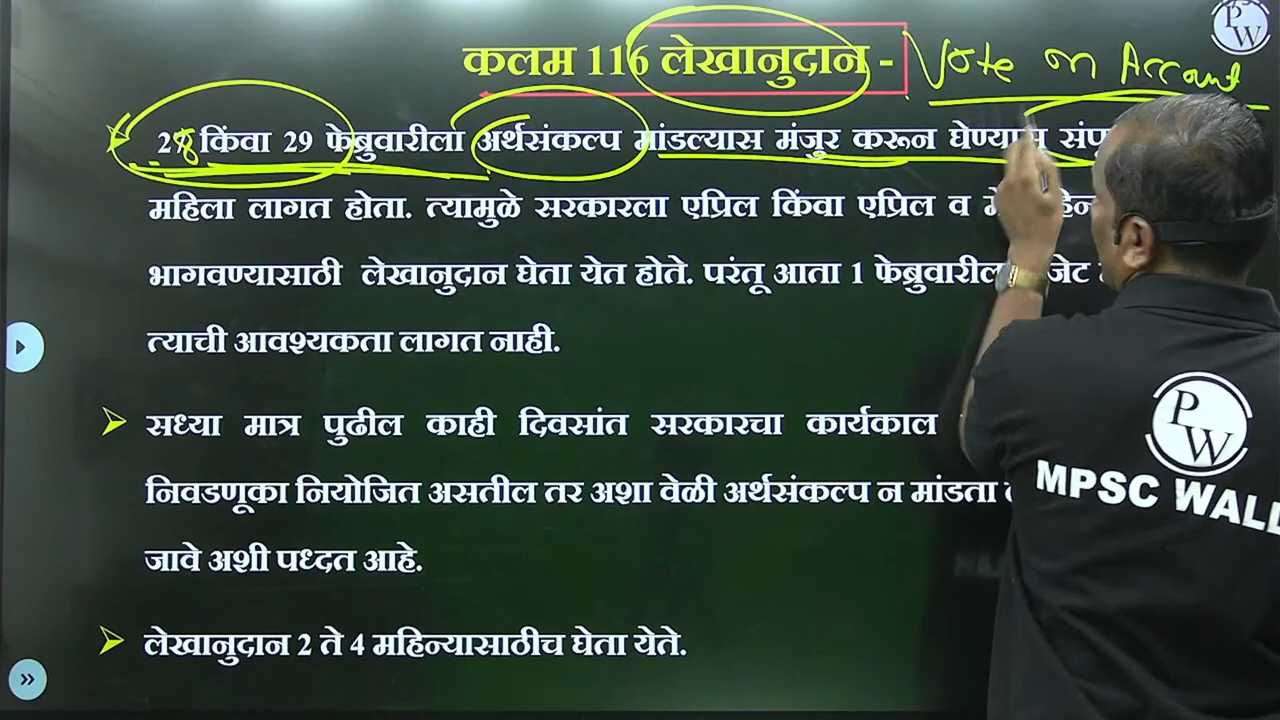 कलम 116 लेखानुदान - Vote on Account
PW
28 किंवा 29 फेब्रुवारीला अर्थसंकल्प मांडल्यास मंजुर करून घेण्यास
महिला लागत होता. त्यामुळे सरकारला एप्रिल किंवा एप्रिल व
भागवण्यासाठी लेखानुदान घेता येत होते. परंतू आता 1
त्याची आवश्यकता लागत नाही.
सध्या मात्र पुढील काही दिवसांत सरकारचा कार्यकाल
निवडणूका नियोजित असतील तर अशा वेळी अर्थसंकल्प न मांडता
जावे अशी पध्दत आहे.
लेखानुदान 2 ते 4 महिन्यासाठीच घेता येते.
PW
MPSC WALL